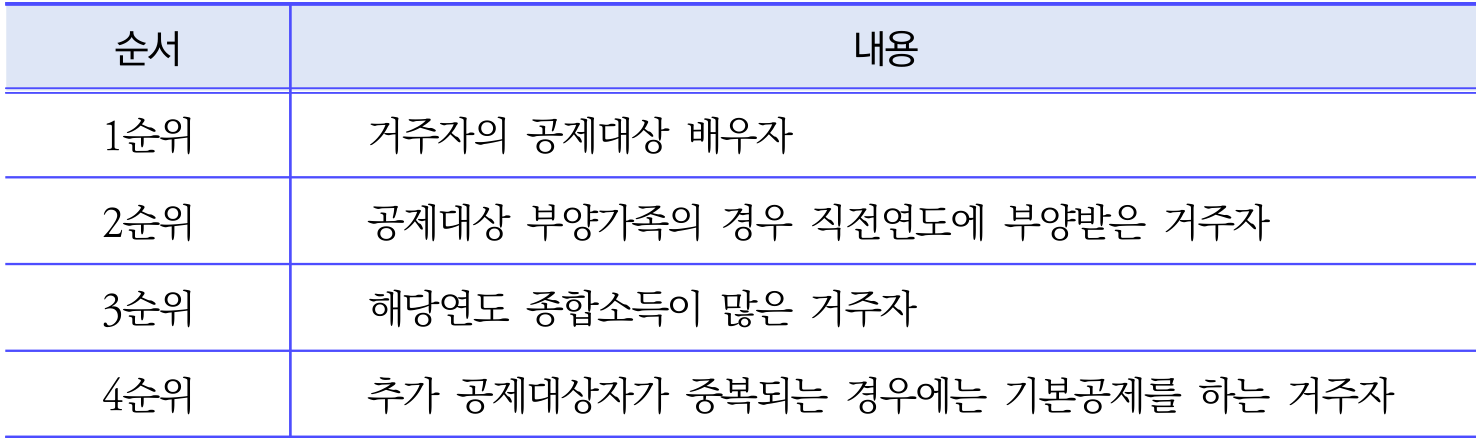 순서 내용
1순위 거주자의 공제대상 배우자
2순위 공제대상 부양가족의 경우 직전연도에 부양받은 거주자
3순위 해당연도 종합소득이 많은 거주자
4순위 추가 공제대상자가 중복되는 경우에는 기본공제를 하는 거주자